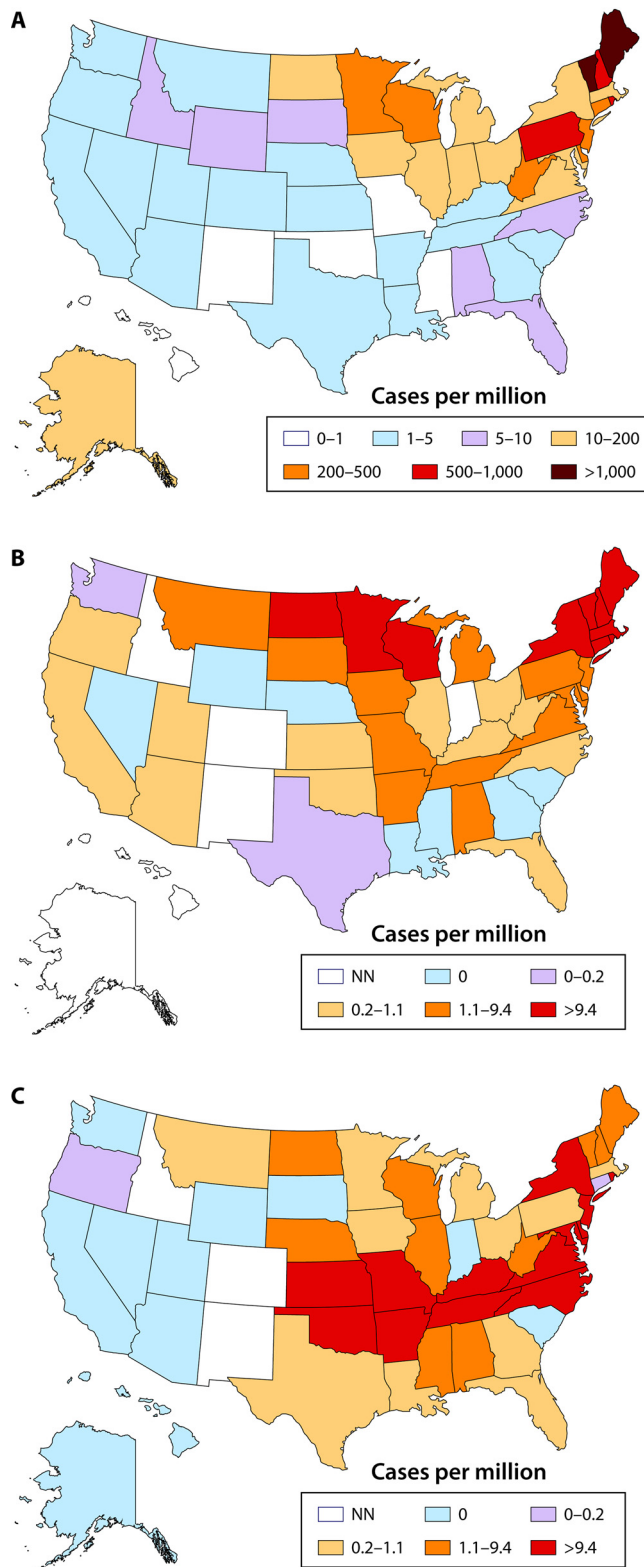 A
Cases per million
0–1 1–5 5–10 10–200
200–500 500–1,000 >1,000
B
Cases per million
NN 0 0–0.2
0.2–1.1 1.1–9.4 >9.4
C
Cases per million
NN 0 0–0.2
0.2–1.1 1.1–9.4 >9.4